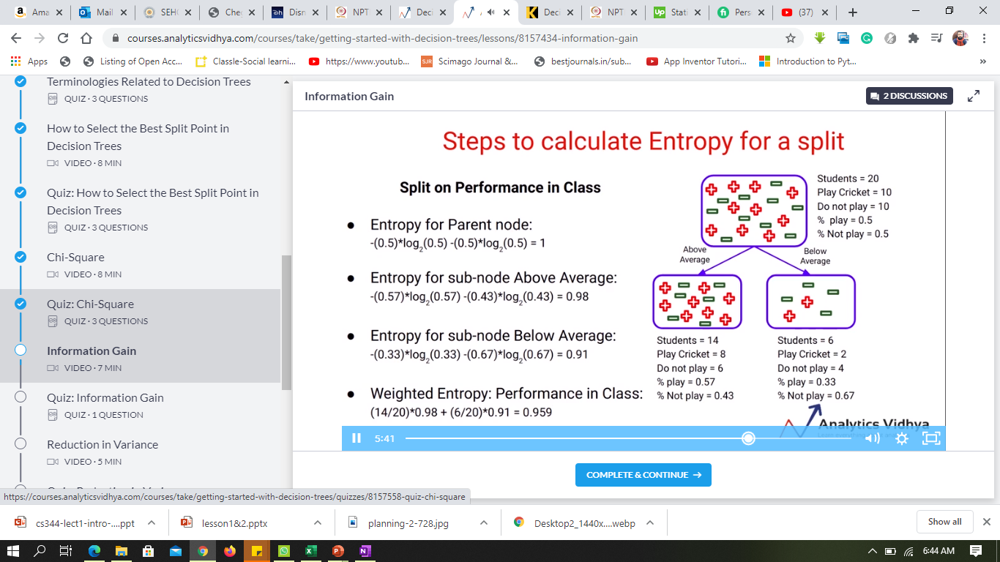 Ama
Mail
SEHC
Che
Disn
NPT
Deci
Deci
NPT
Stati
Pers
(37)
courses.analyticsvidhya.com/courses/take/getting-started-with-decision-trees/lessons/8157434-information-gain
Apps
Listing of Open Acc...
Classle-Social learni...
https://www.youtub...
SJR
Scimago Journal &...
bestjournals.in/sub...
App Inventor Tutori...
Introduction to Pyt...
»
Terminologies Related to Decision Trees
QUIZ · 3 QUESTIONS
How to Select the Best Split Point in
Decision Trees
VIDEO · 8 MIN
Quiz: How to Select the Best Split Point in
Decision Trees
QUIZ · 3 QUESTIONS
Chi-Square
VIDEO · 8 MIN
Quiz: Chi-Square
QUIZ · 3 QUESTIONS
Information Gain
VIDEO · 7 MIN
Quiz: Information Gain
QUIZ · 1 QUESTION
Reduction in Variance
VIDEO · 5 MIN
Information Gain
2 DISCUSSIONS
Steps to calculate Entropy for a split
Split on Performance in Class
● Entropy for Parent node:
-(0.5)*log₂(0.5) -(0.5)*log₂(0.5) = 1
● Entropy for sub-node Above Average:
-(0.57)*log₂(0.57) -(0.43)*log₂(0.43) = 0.98
● Entropy for sub-node Below Average:
-(0.33)*log₂(0.33) -(0.67)*log₂(0.67) = 0.91
● Weighted Entropy: Performance in Class:
(14/20)*0.98 + (6/20)*0.91 = 0.959
Students = 20
Play Cricket = 10
Do not play = 10
% play = 0.5
% Not play = 0.5
Above
Average
Below
Average
Students = 14
Play Cricket = 8
Do not play = 6
% play = 0.57
% Not play = 0.43
Students = 6
Play Cricket = 2
Do not play = 4
% play = 0.33
% Not play = 0.67
Analytics Vidhya
5:41
COMPLETE & CONTINUE →
https://courses.analyticsvidhya.com/courses/take/getting-started-with-decision-trees/quizzes/8157558-quiz-chi-square
cs344-lect1-intro-....ppt
lesson1&2.pptx
planning-2-728.jpg
Desktop2_1440x....webp
Show all
6:44 AM